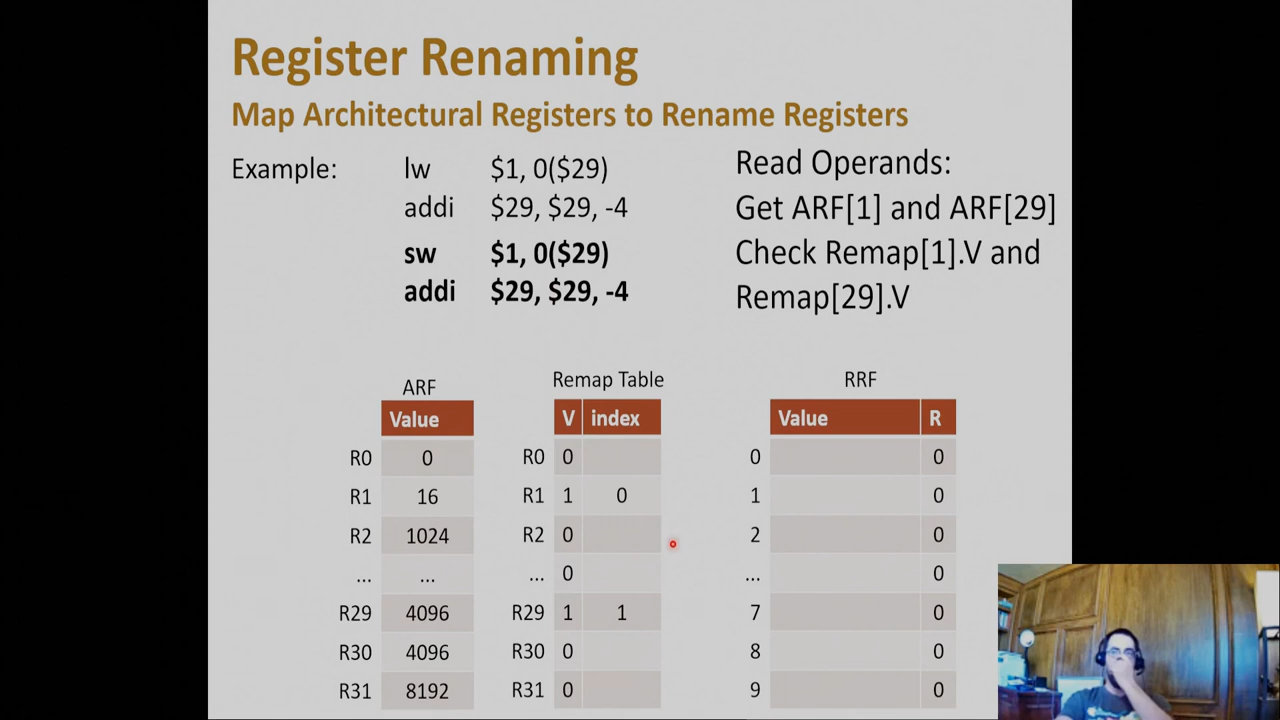 Register Renaming
Map Architectural Registers to Rename Registers
Example: lw $1, 0($29)
addi $29, $29, -4
sw $1, 0($29)
addi $29, $29, -4
Read Operands:
Get ARF[1] and ARF[29]
Check Remap[1].V and
Remap[29].V
ARF
Value
R0 0
R1 16
R2 1024
... ...
R29 4096
R30 4096
R31 8192
Remap Table
V index
R0 0
R1 1 0
R2 0
... 0
R29 1 1
R30 0
R31 0
RRF
Value R
0 0
1 0
2 0
... 0
7 0
8 0
9 0